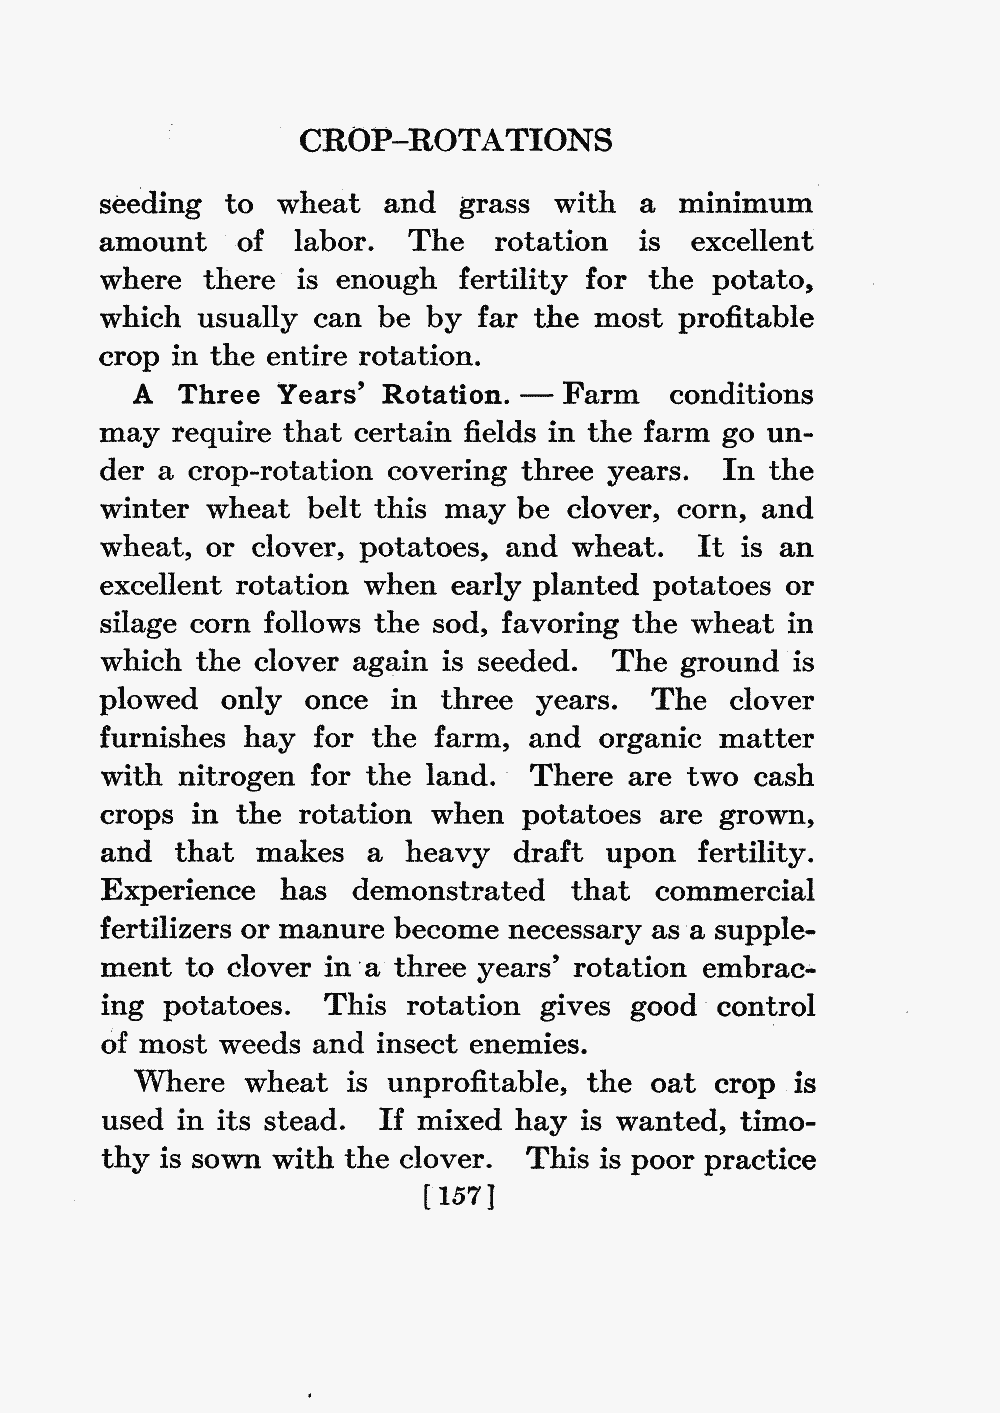 CROP-ROTATIONS
seeding to wheat and grass with a minimum
amount of labor. The rotation is excellent
where there is enough fertility for the potato,
which usually can be by far the most profitable
crop in the entire rotation.
A Three Years' Rotation. — Farm conditions
may require that certain fields in the farm go un-
der a crop-rotation covering three years. In the
winter wheat belt this may be clover, corn, and
wheat, or clover, potatoes, and wheat. It is an
excellent rotation when early planted potatoes or
silage corn follows the sod, favoring the wheat in
which the clover again is seeded. The ground is
plowed only once in three years. The clover
furnishes hay for the farm, and organic matter
with nitrogen for the land. There are two cash
crops in the rotation when potatoes are grown,
and that makes a heavy draft upon fertility.
Experience has demonstrated that commercial
fertilizers or manure become necessary as a supple-
ment to clover in a three years' rotation embrac-
ing potatoes. This rotation gives good control
of most weeds and insect enemies.
Where wheat is unprofitable, the oat crop is
used in its stead. If mixed hay is wanted, timo-
thy is sown with the clover. This is poor practice
[157]